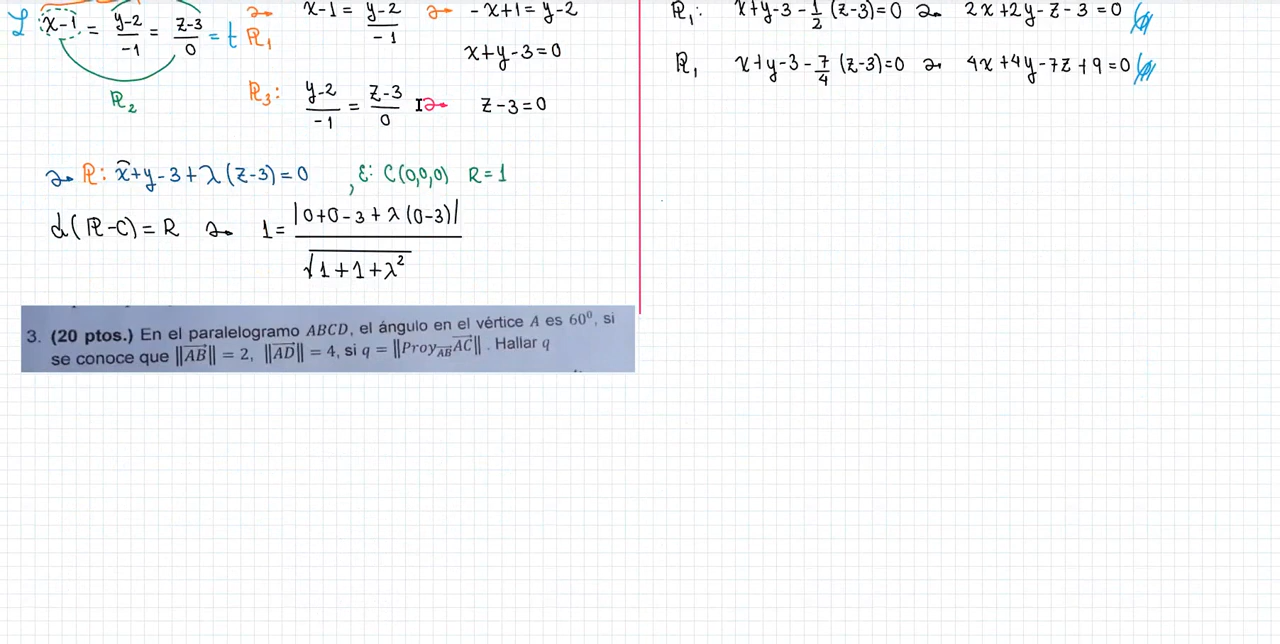 L x-1 = y-2/-1 = z-3/0 = t
R₂
R₁ x-1 = y-2/-1 -x+1 = y-2
x+y-3=0
R₃: y-2/-1 = z-3/0 z-3=0
R: x+y-3+λ(z-3)=0 , ε: C(0,0,0) R=1
d(R-C)=R 1= |0+0-3+λ(0-3)|/√1+1+λ²
3. (20 ptos.) En el paralelogramo ABCD, el ángulo en el vértice A es 60⁰, si
se conoce que ‖AB‖ = 2, ‖AD‖ = 4, si q = ‖Proy_AB AC‖ . Hallar q
R₁: x+y-3-1/2(z-3)=0 2x+2y-z-3=0
R₁ x+y-3-7/4(z-3)=0 4x+4y-7z+9=0